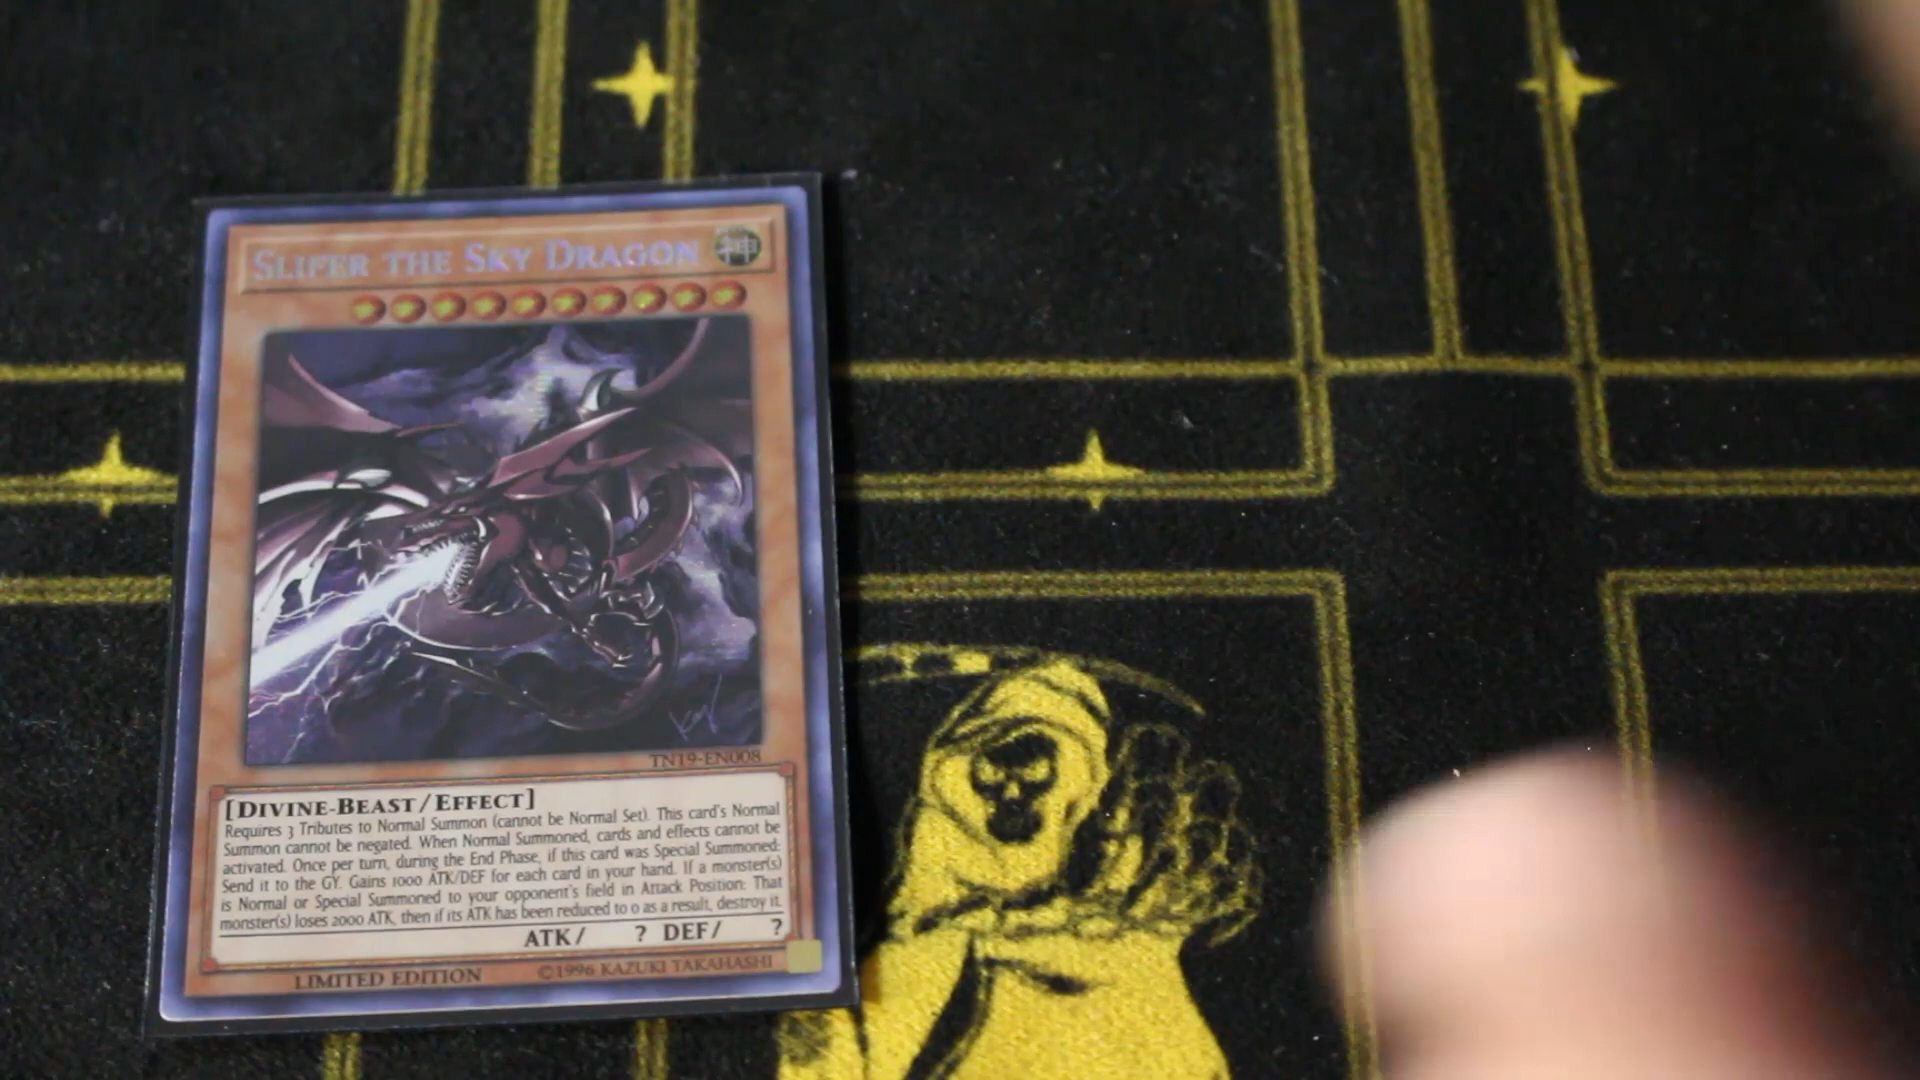 SLIFER THE SKY DRAGON 神
TN19-EN008
[DIVINE-BEAST/EFFECT]
Requires 3 Tributes to Normal Summon (cannot be Normal Set). This card's Normal
Summon cannot be negated. When Normal Summoned, cards and effects cannot be
activated. Once per turn, during the End Phase, if this card was Special Summoned:
Send it to the GY. Gains 1000 ATK/DEF for each card in your hand. If a monster(s)
is Normal or Special Summoned to your opponent's field in Attack Position: That
monster(s) loses 2000 ATK, then if its ATK has been reduced to 0 as a result, destroy it.
ATK/ ? DEF/ ?
LIMITED EDITION ©1996 KAZUKI TAKAHASHI